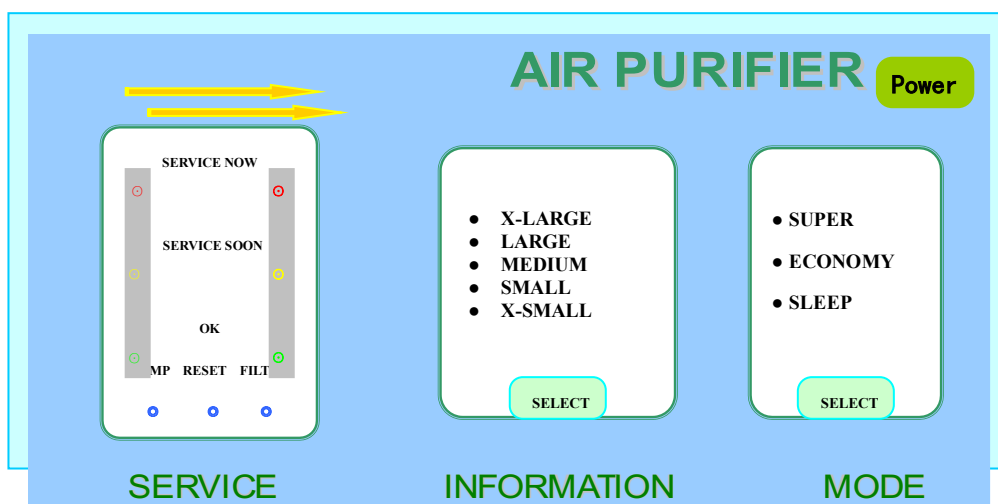 AIR PURIFIER
Power
SERVICE NOW
SERVICE SOON
OK
MP RESET FILT
● X-LARGE
● LARGE
● MEDIUM
● SMALL
● X-SMALL
SELECT
● SUPER
● ECONOMY
● SLEEP
SELECT
SERVICE
INFORMATION
MODE